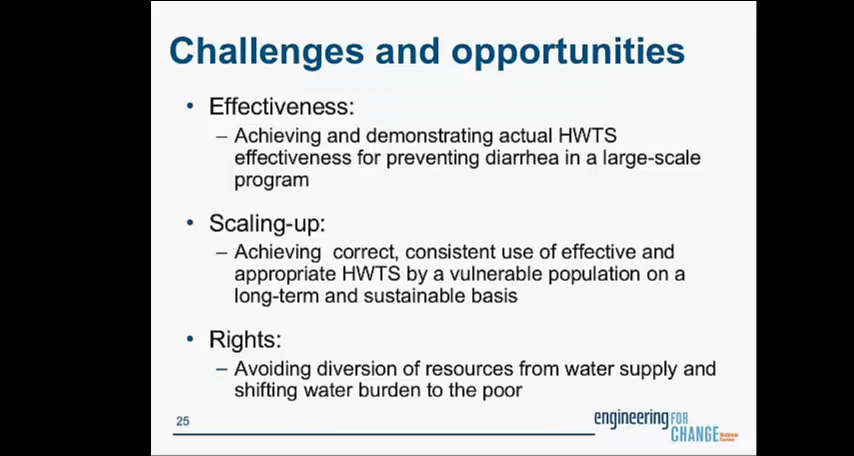 Challenges and opportunities
• Effectiveness:
– Achieving and demonstrating actual HWTS
effectiveness for preventing diarrhea in a large-scale
program
• Scaling-up:
– Achieving correct, consistent use of effective and
appropriate HWTS by a vulnerable population on a
long-term and sustainable basis
• Rights:
– Avoiding diversion of resources from water supply and
shifting water burden to the poor
25
engineering FOR
CHANGE Webinar
Series